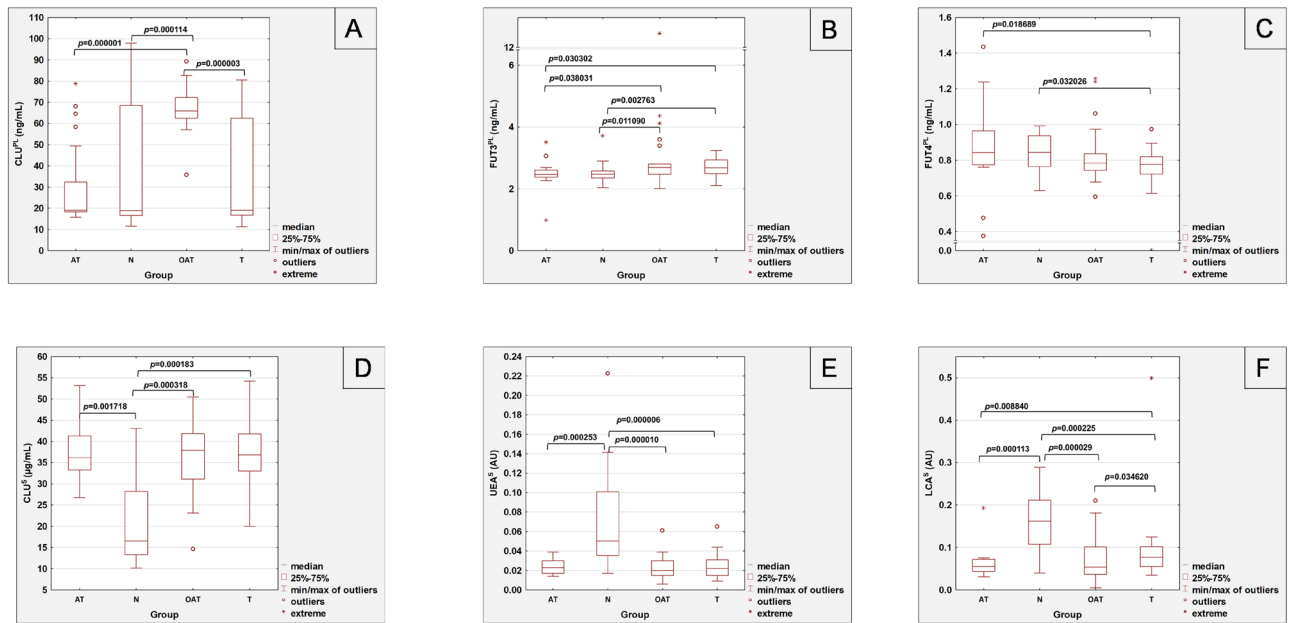 A
CLUᴾᴸ (ng/mL)
110
100
90
80
70
60
50
40
30
20
10
0
p=0.000114
p=0.000001
p=0.000003
AT N OAT T
Group
median
25%-75%
min/max of outliers
outliers
extreme
B
FUT3ᴾᴸ (ng/mL)
12
6
4
2
0
p=0.030302
p=0.038031
p=0.002763
p=0.011090
AT N OAT T
Group
median
25%-75%
min/max of outliers
outliers
extreme
C
FUT4ᴾᴸ (ng/mL)
1.6
1.4
1.2
1.0
0.8
0.6
0.4
0.0
p=0.018689
p=0.032026
AT N OAT T
Group
median
25%-75%
min/max of outliers
outliers
extreme
D
CLUˢ (µg/mL)
60
55
50
45
40
35
30
25
20
15
10
5
p=0.000183
p=0.000318
p=0.001718
AT N OAT T
Group
median
25%-75%
min/max of outliers
outliers
extreme
E
UEAˢ (AU)
0.24
0.22
0.20
0.18
0.16
0.14
0.12
0.10
0.08
0.06
0.04
0.02
0.00
p=0.000006
p=0.000253
p=0.000010
AT N OAT T
Group
median
25%-75%
min/max of outliers
outliers
extreme
F
LCAˢ (AU)
0.5
0.4
0.3
0.2
0.1
0.0
p=0.008840
p=0.000225
p=0.000113
p=0.000029
p=0.034620
AT N OAT T
Group
median
25%-75%
min/max of outliers
outliers
extreme